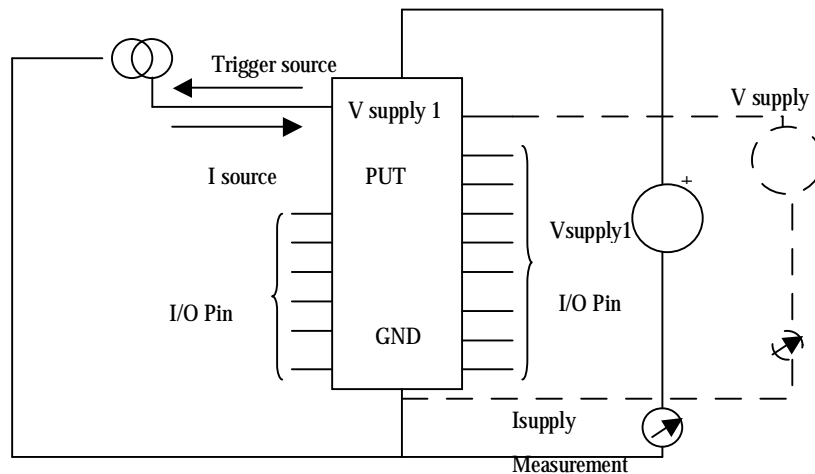 Trigger source
V supply 1
V supply
I source
PUT
+
Vsupply1
I/O Pin
I/O Pin
GND
Isupply
Measurement